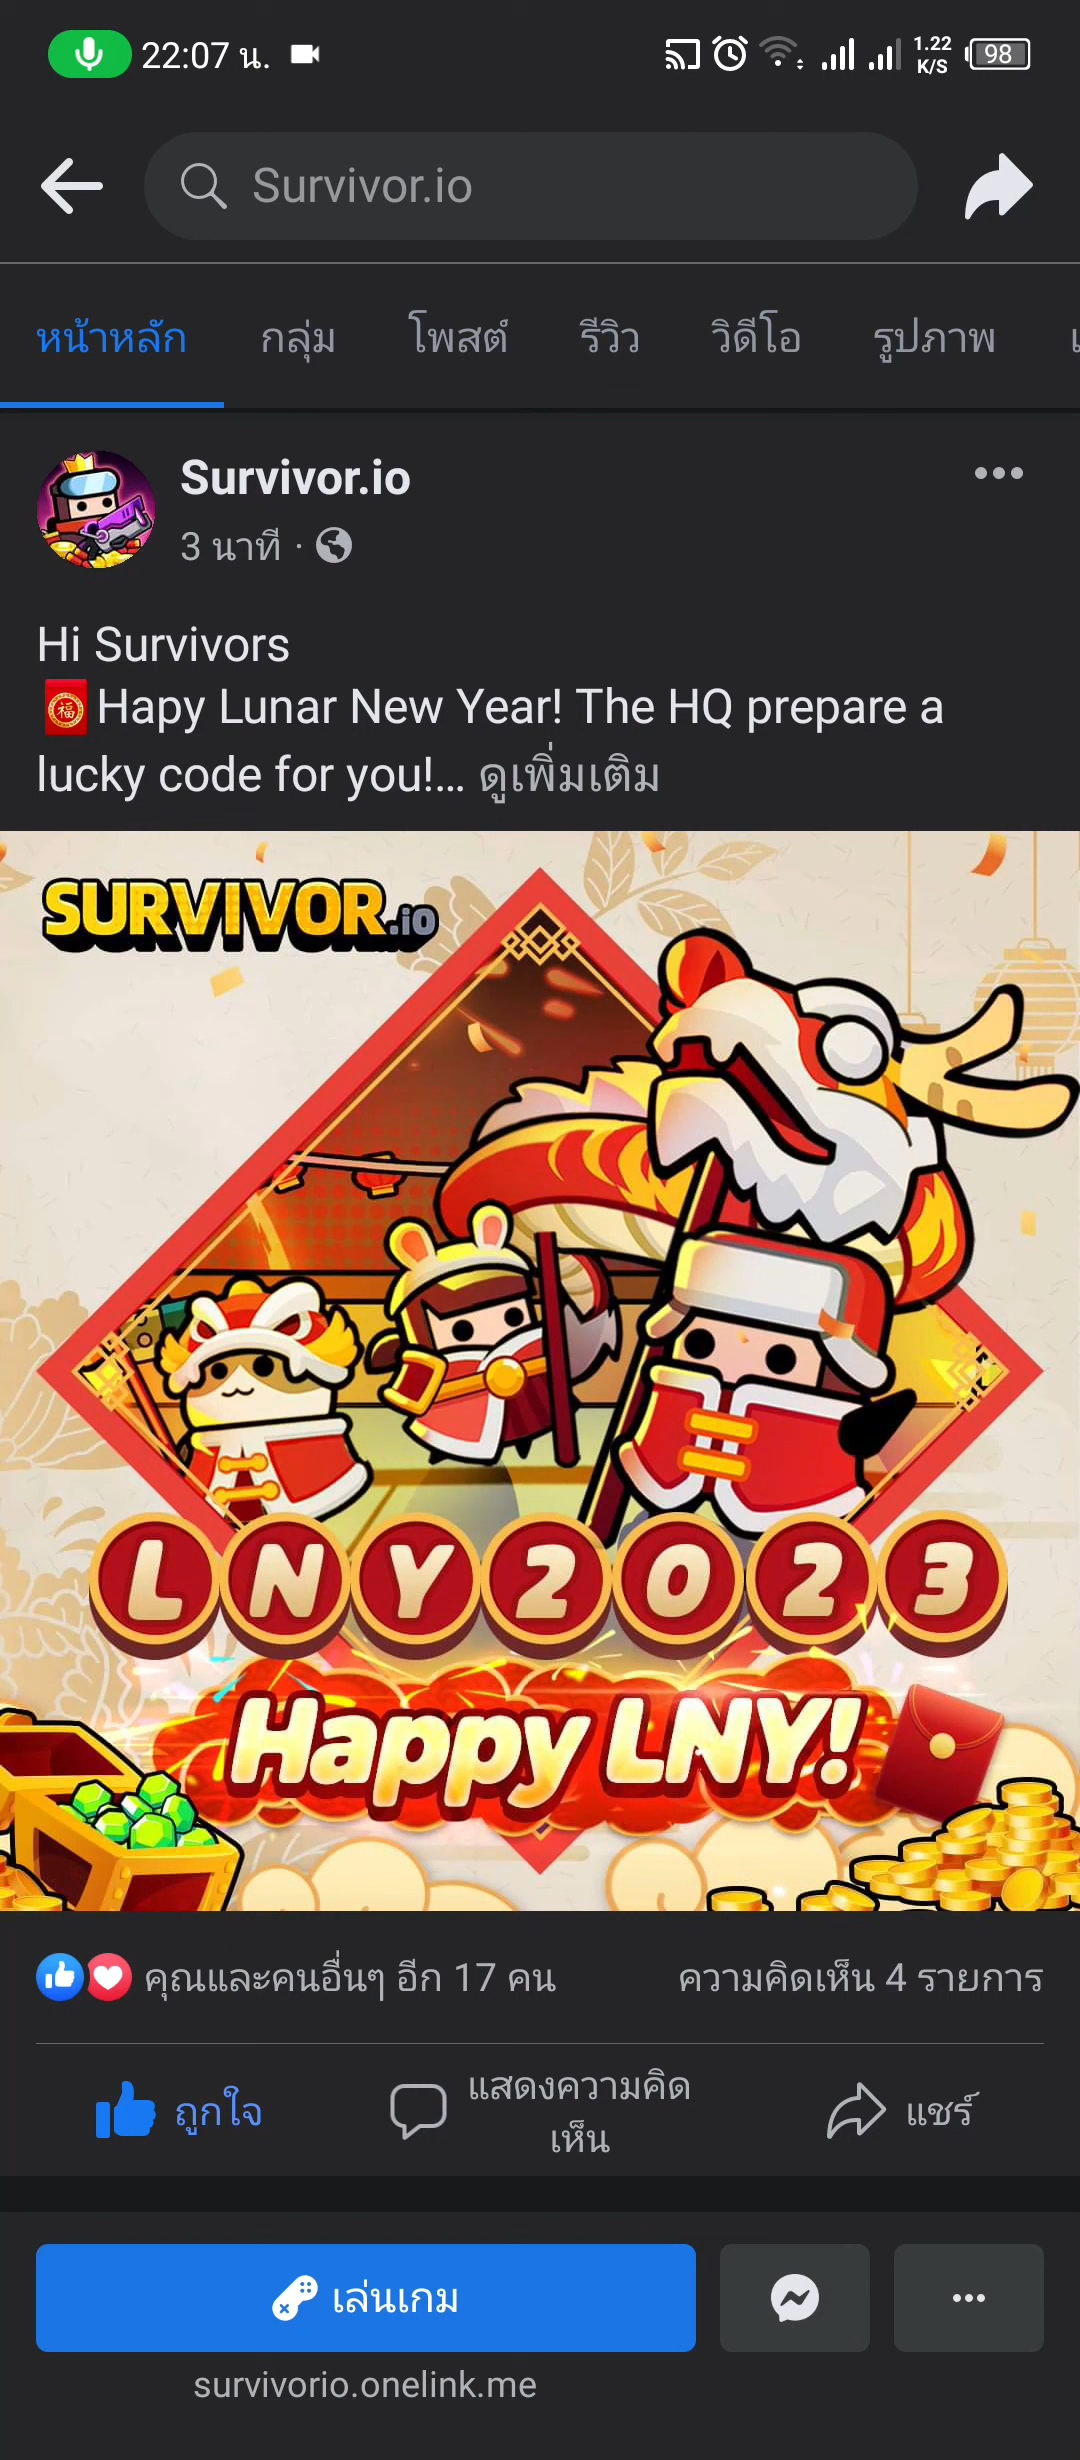 22:07 น.
1.22
K/S
98
Survivor.io
หน้าหลัก กลุ่ม โพสต์ รีวิว วิดีโอ รูปภาพ
Survivor.io
3 นาที ·
Hi Survivors
🧧Hapy Lunar New Year! The HQ prepare a
lucky code for you!... ดูเพิ่มเติม
SURVIVOR.io
LNY2023
Happy LNY!
คุณและคนอื่นๆ อีก 17 คน ความคิดเห็น 4 รายการ
ถูกใจ
แสดงความคิด
เห็น
แชร์
เล่นเกม
survivorio.onelink.me